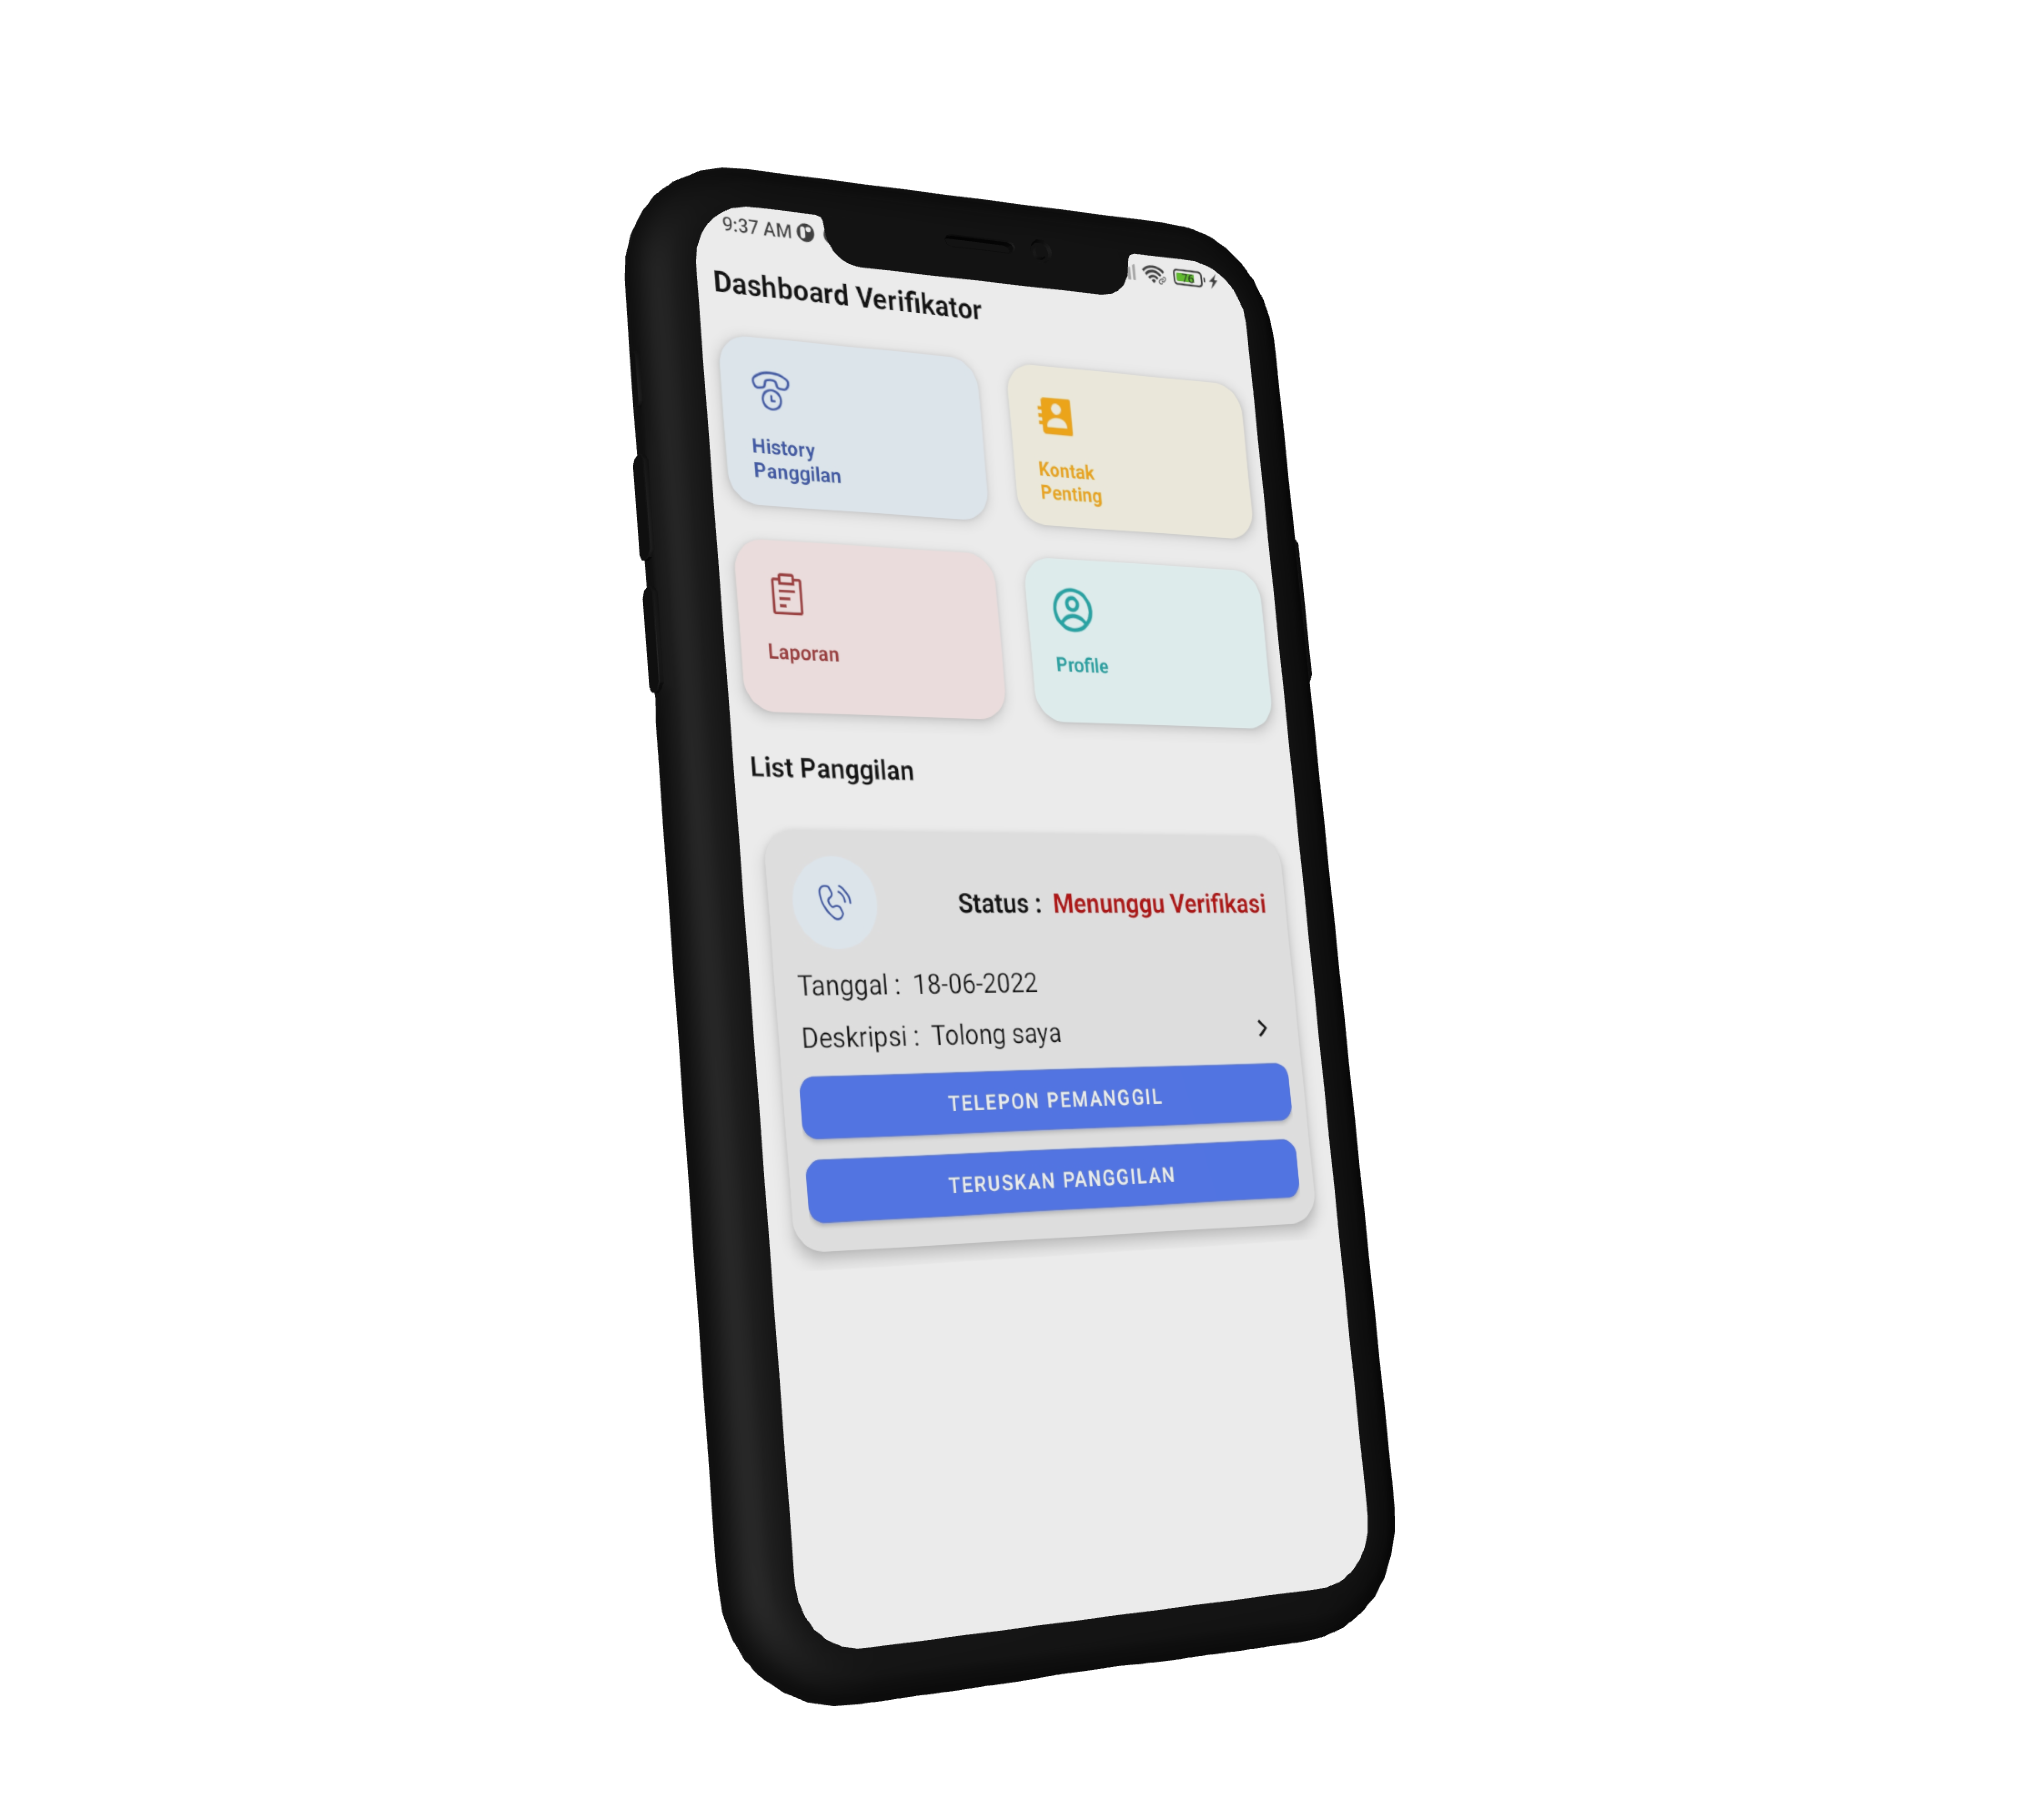 9:37 AM
76
Dashboard Verifikator
History
Panggilan
Kontak
Penting
Laporan
Profile
List Panggilan
Status : Menunggu Verifikasi
Tanggal : 18-06-2022
Deskripsi : Tolong saya
TELEPON PEMANGGIL
TERUSKAN PANGGILAN